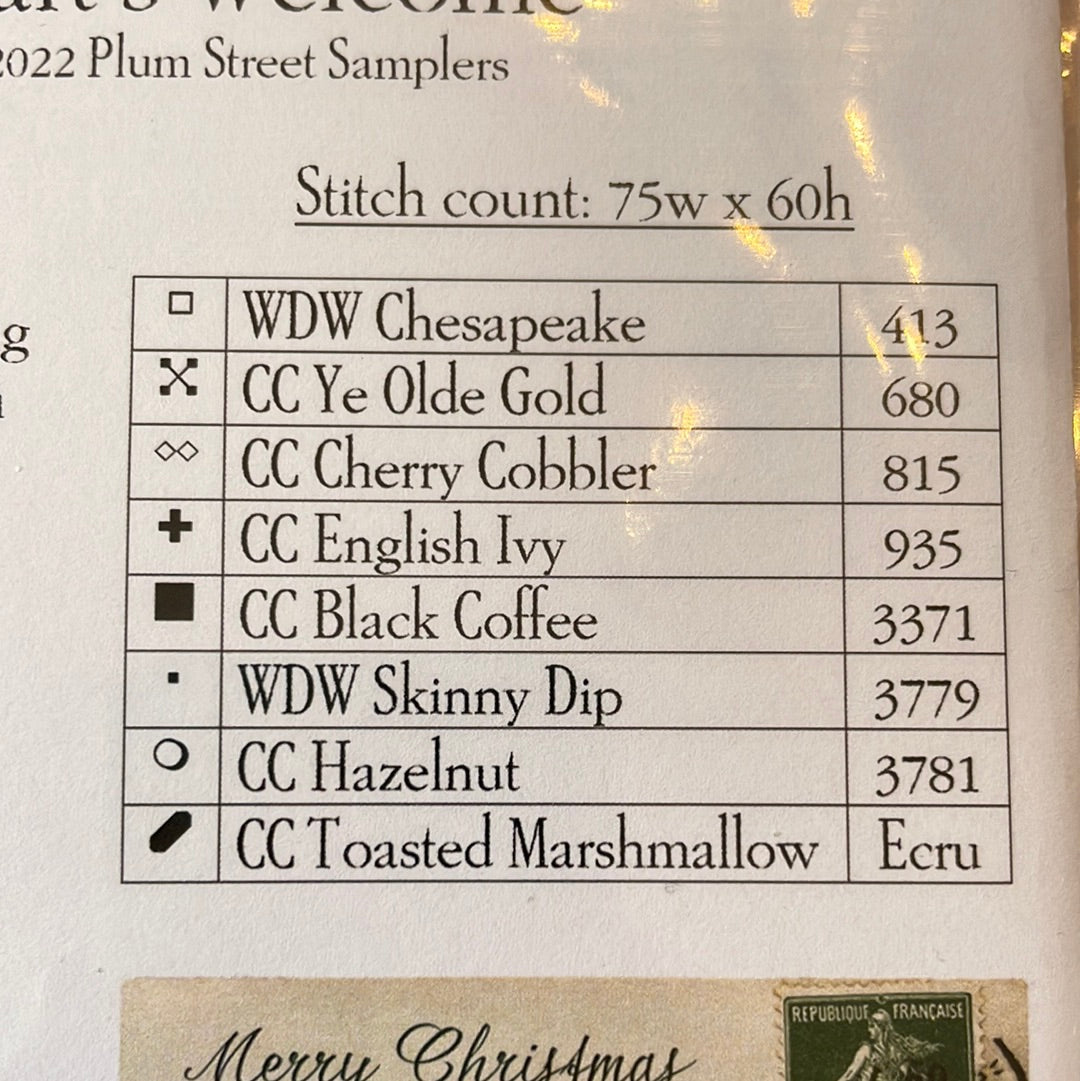 2022 Plum Street Samplers
Stitch count: 75w x 60h
WDW Chesapeake 413
CC Ye Olde Gold 680
CC Cherry Cobbler 815
CC English Ivy 935
CC Black Coffee 3371
WDW Skinny Dip 3779
CC Hazelnut 3781
CC Toasted Marshmallow Ecru
g
REPUBLIQUE FRANÇAISE
Merry Christmas